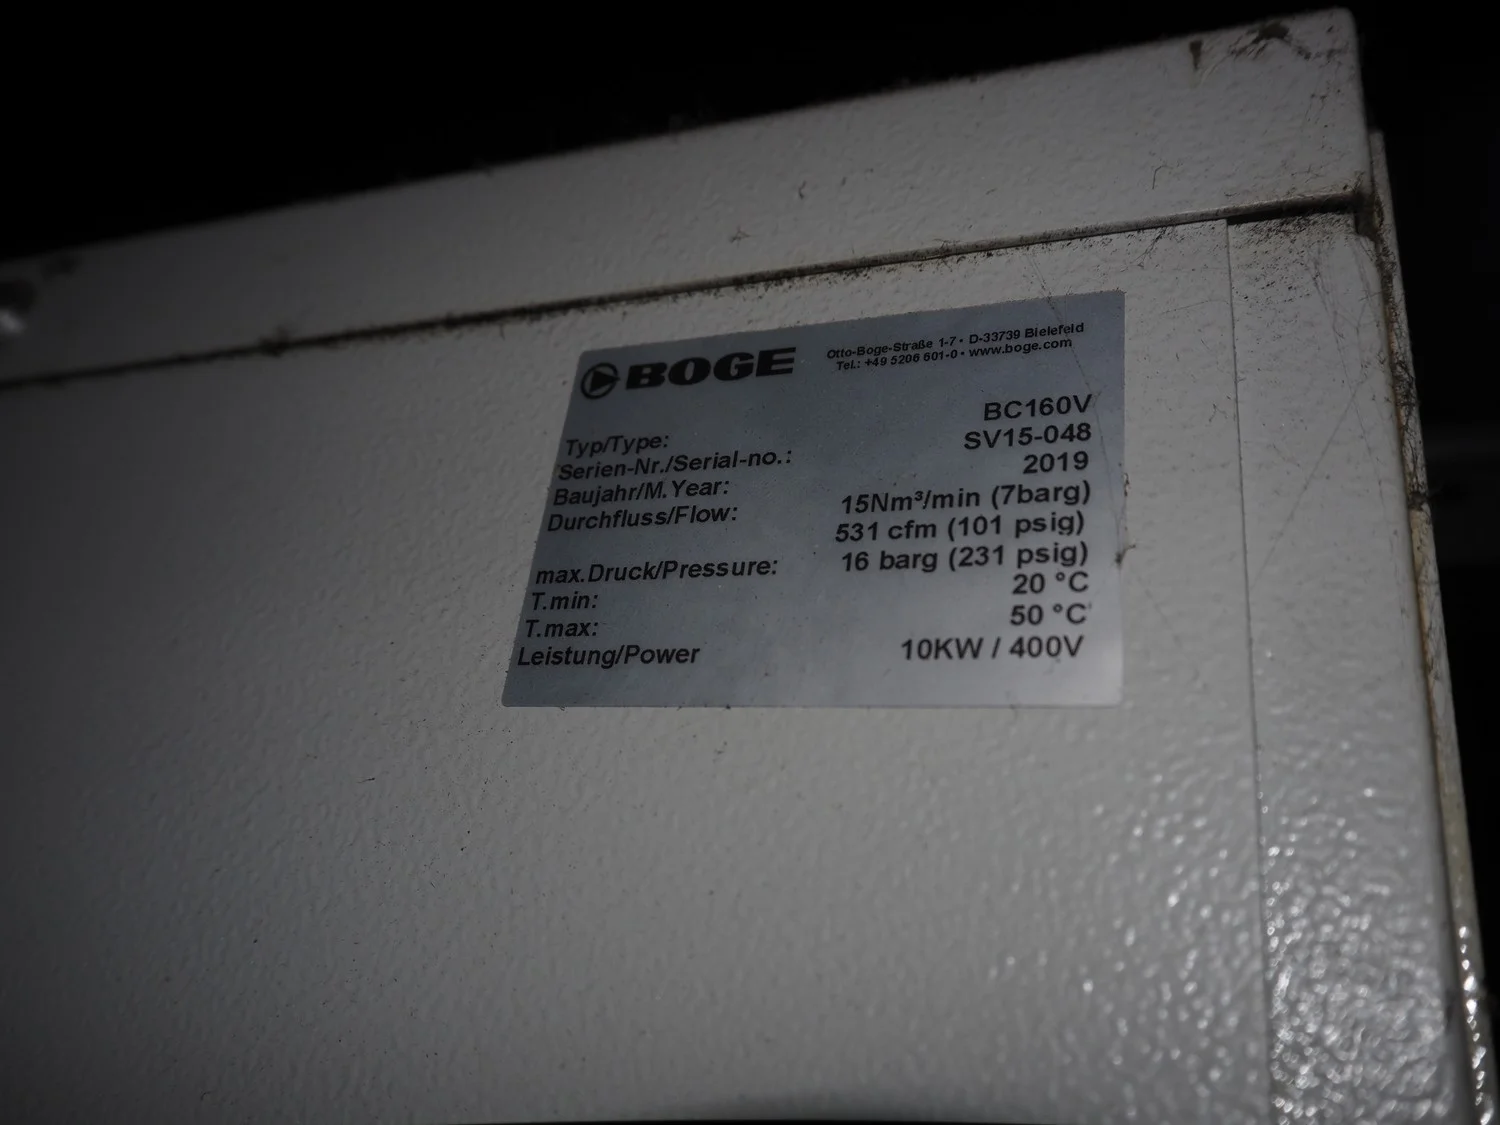 BOGE
Otto-Boge-Straße 1-7 • D-33739 Bielefeld
Tel.: +49 5206 601-0 • www.boge.com
Typ/Type: BC160V
Serien-Nr./Serial-no.: SV15-048
Baujahr/M.Year: 2019
Durchfluss/Flow: 15Nm³/min (7barg)
531 cfm (101 psig)
max.Druck/Pressure: 16 barg (231 psig)
T.min: 20 °C
T.max: 50 °C
Leistung/Power 10KW / 400V